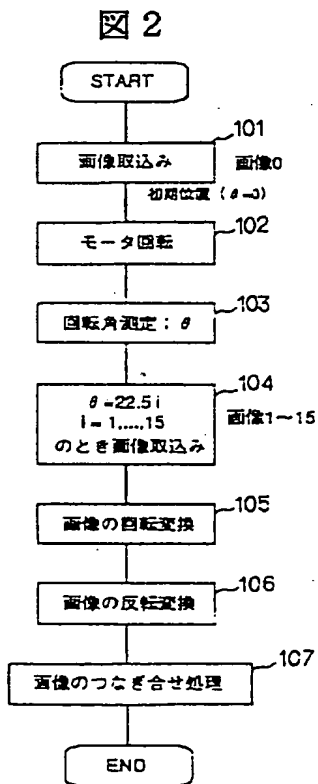 図2
START
101
画像取込み 画像0
初期位置 (θ=0)
102
モータ回転
103
回転角測定:θ
104
θ=22.5i
i=1,...,15 画像1~15
のとき画像取込み
105
画像の回転変換
106
画像の反転変換
107
画像のつなぎ合せ処理
END